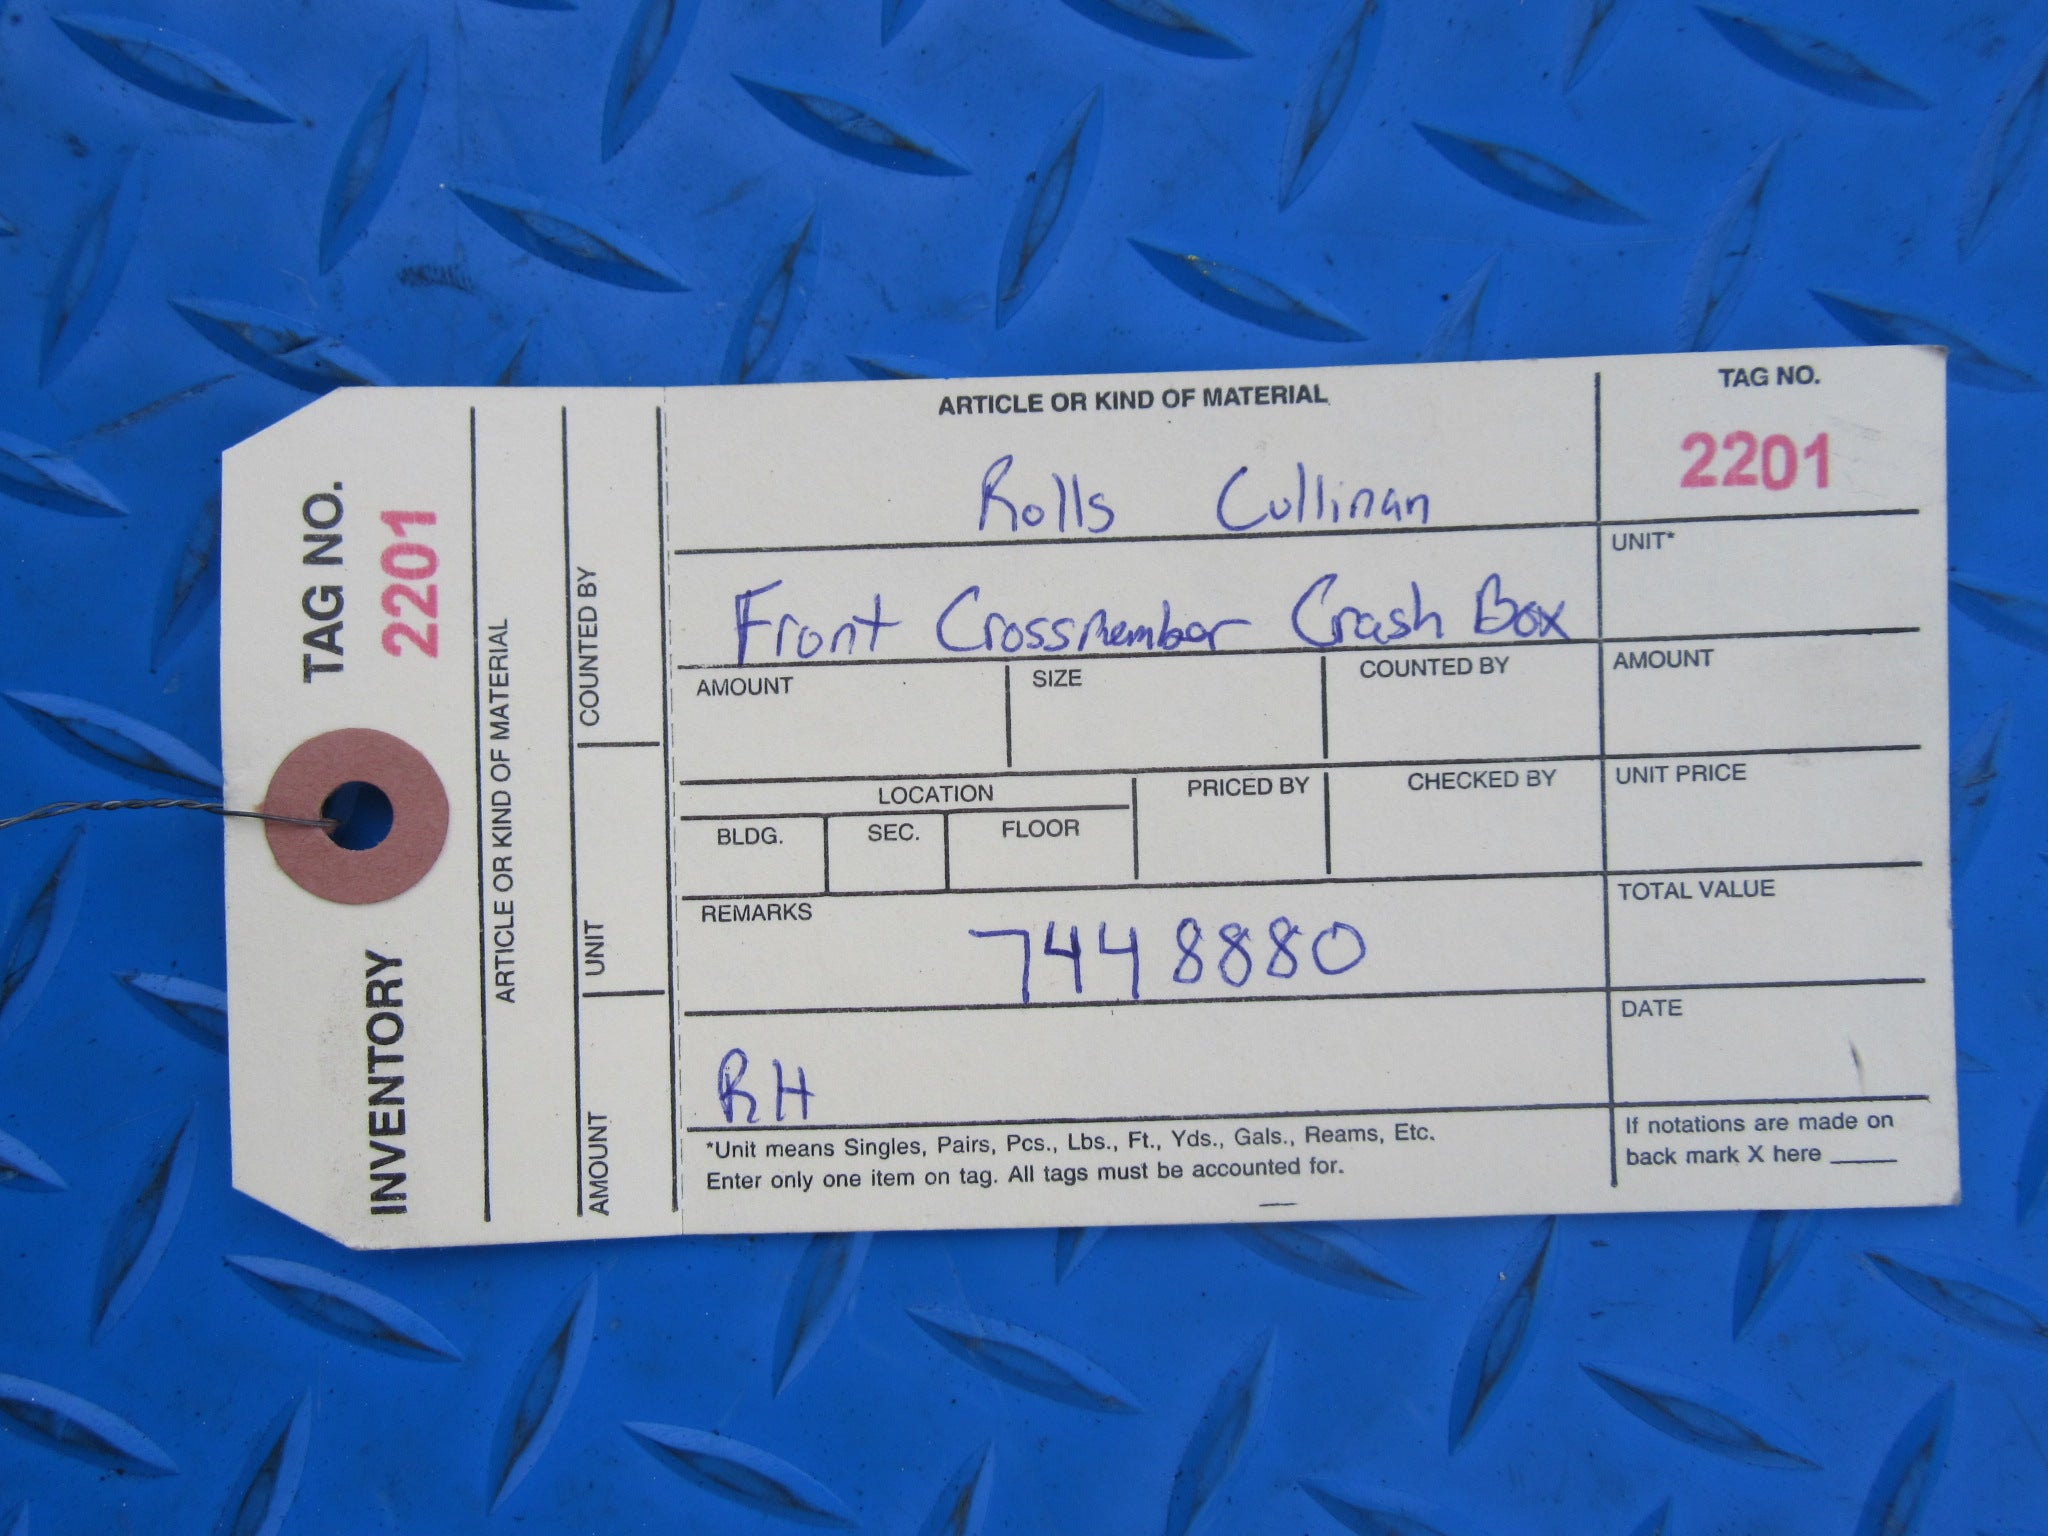 INVENTORY TAG NO.
2201
ARTICLE OR KIND OF MATERIAL
AMOUNT UNIT COUNTED BY
ARTICLE OR KIND OF MATERIAL
Rolls Cullinan
Front Crossmember Crash Box
AMOUNT SIZE COUNTED BY
LOCATION PRICED BY CHECKED BY
BLDG. SEC. FLOOR
REMARKS
7448880
RH
*Unit means Singles, Pairs, Pcs., Lbs., Ft., Yds., Gals., Reams, Etc.
Enter only one item on tag. All tags must be accounted for.
TAG NO.
2201
UNIT*
AMOUNT
UNIT PRICE
TOTAL VALUE
DATE
If notations are made on
back mark X here _____